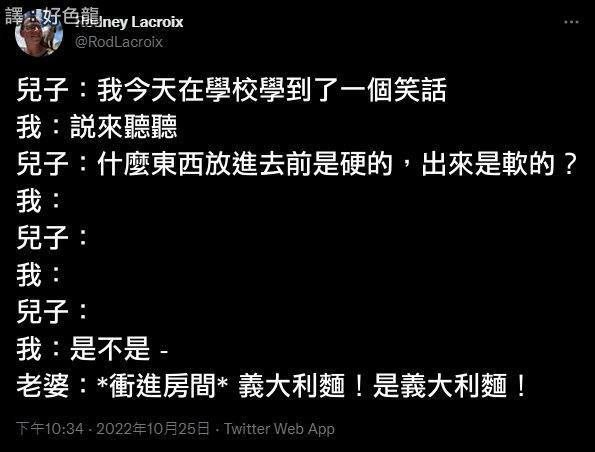 譯：好色龍
Rodney Lacroix
@RodLacroix
兒子：我今天在學校學到了一個笑話
我：說來聽聽
兒子：什麼東西放進去前是硬的，出來是軟的？
我：
兒子：
我：
兒子：
我：是不是 -
老婆：*衝進房間* 義大利麵！是義大利麵！
下午10:34 · 2022年10月25日 · Twitter Web App